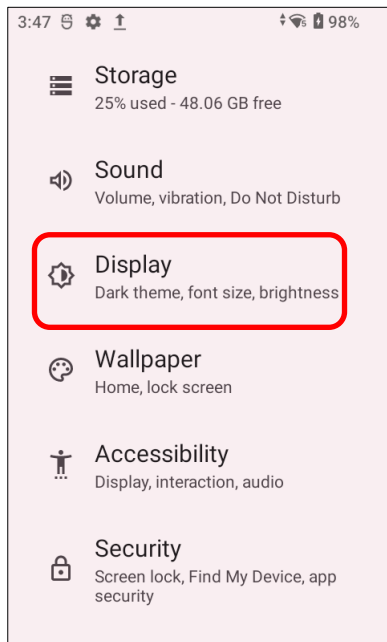 3:47 98%
Storage
25% used - 48.06 GB free
Sound
Volume, vibration, Do Not Disturb
Display
Dark theme, font size, brightness
Wallpaper
Home, lock screen
Accessibility
Display, interaction, audio
Security
Screen lock, Find My Device, app
security